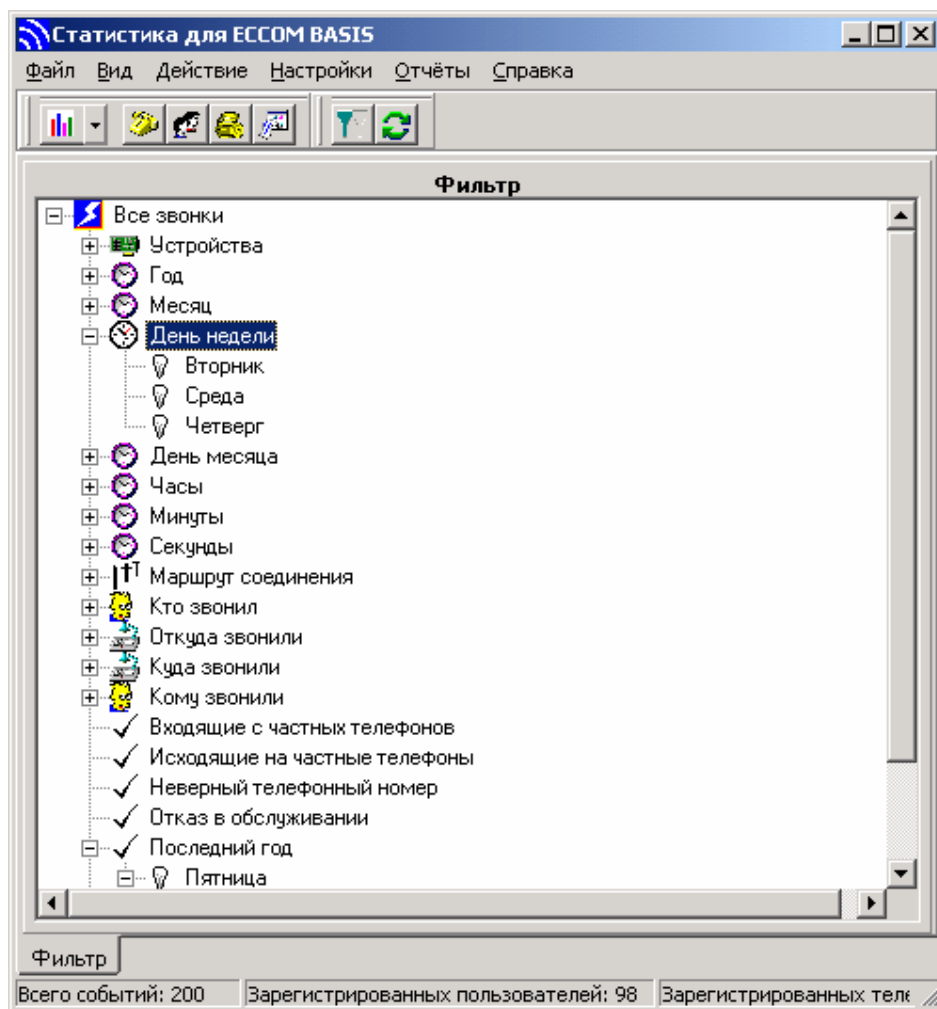 Статистика для ECCOM BASIS
Файл Вид Действие Настройки Отчёты Справка
Фильтр
Все звонки
Устройства
Год
Месяц
День недели
Вторник
Среда
Четверг
День месяца
Часы
Минуты
Секунды
Маршрут соединения
Кто звонил
Откуда звонили
Куда звонили
Кому звонили
Входящие с частных телефонов
Исходящие на частные телефоны
Неверный телефонный номер
Отказ в обслуживании
Последний год
Пятница
Фильтр
Всего событий: 200 Зарегистрированных пользователей: 98 Зарегистрированных теле